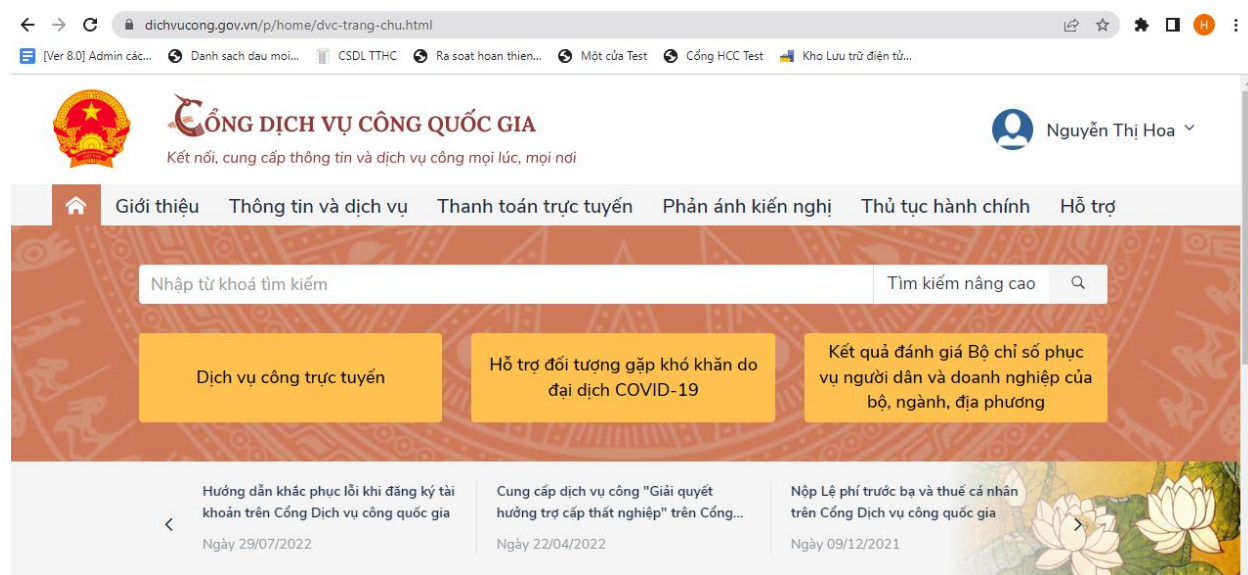 dichvucong.gov.vn/p/home/dvc-trang-chu.html
H
[Ver 8.0] Admin các... Danh sach dau moi... CSDL TTHC Ra soat hoan thien... Một cửa Test Cổng HCC Test Kho Lưu trữ điện tử...
CỔNG DỊCH VỤ CÔNG QUỐC GIA
Kết nối, cung cấp thông tin và dịch vụ công mọi lúc, mọi nơi
Nguyễn Thị Hoa
Giới thiệu Thông tin và dịch vụ Thanh toán trực tuyến Phản ánh kiến nghị Thủ tục hành chính Hỗ trợ
Nhập từ khoá tìm kiếm Tìm kiếm nâng cao
Dịch vụ công trực tuyến
Hỗ trợ đối tượng gặp khó khăn do
đại dịch COVID-19
Kết quả đánh giá Bộ chỉ số phục
vụ người dân và doanh nghiệp của
bộ, ngành, địa phương
Hướng dẫn khắc phục lỗi khi đăng ký tài
khoản trên Cổng Dịch vụ công quốc gia
Ngày 29/07/2022
Cung cấp dịch vụ công "Giải quyết
hưởng trợ cấp thất nghiệp" trên Cổng...
Ngày 22/04/2022
Nộp Lệ phí trước bạ và thuế cá nhân
trên Cổng Dịch vụ công quốc gia
Ngày 09/12/2021